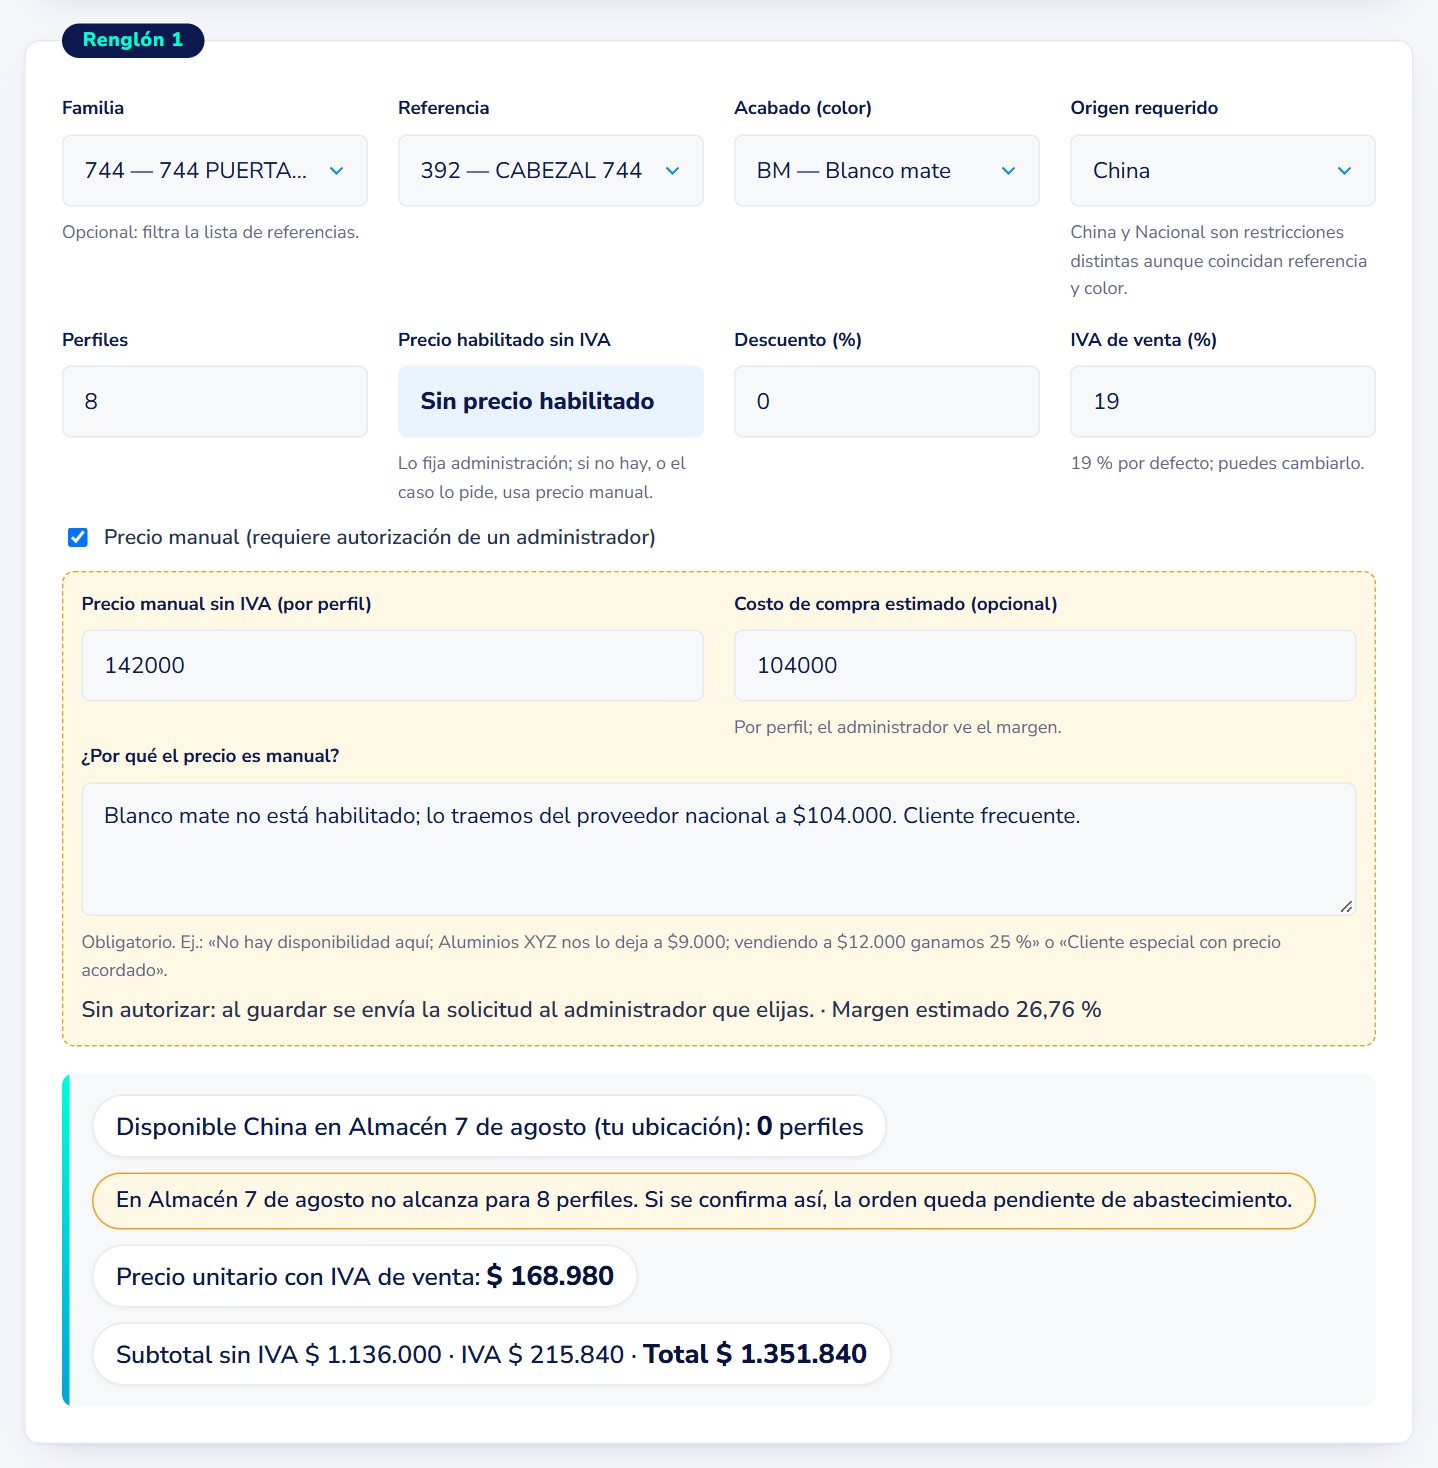 Renglón 1
Familia
Referencia
Acabado (color)
Origen requerido
744 — 744 PUERTA...
392 — CABEZAL 744
BM — Blanco mate
China
Opcional: filtra la lista de referencias.
China y Nacional son restricciones
distintas aunque coincidan referencia
y color.
Perfiles
Precio habilitado sin IVA
Descuento (%)
IVA de venta (%)
8
Sin precio habilitado
0
19
Lo fija administración; si no hay, o el
caso lo pide, usa precio manual.
19 % por defecto; puedes cambiarlo.
Precio manual (requiere autorización de un administrador)
Precio manual sin IVA (por perfil)
Costo de compra estimado (opcional)
142000
104000
Por perfil; el administrador ve el margen.
¿Por qué el precio es manual?
Blanco mate no está habilitado; lo traemos del proveedor nacional a $104.000. Cliente frecuente.
Obligatorio. Ej.: «No hay disponibilidad aquí; Aluminios XYZ nos lo deja a $9.000; vendiendo a $12.000 ganamos 25 %» o «Cliente especial con precio
acordado».
Sin autorizar: al guardar se envía la solicitud al administrador que elijas. · Margen estimado 26,76 %
Disponible China en Almacén 7 de agosto (tu ubicación): 0 perfiles
En Almacén 7 de agosto no alcanza para 8 perfiles. Si se confirma así, la orden queda pendiente de abastecimiento.
Precio unitario con IVA de venta: $ 168.980
Subtotal sin IVA $ 1.136.000 · IVA $ 215.840 · Total $ 1.351.840